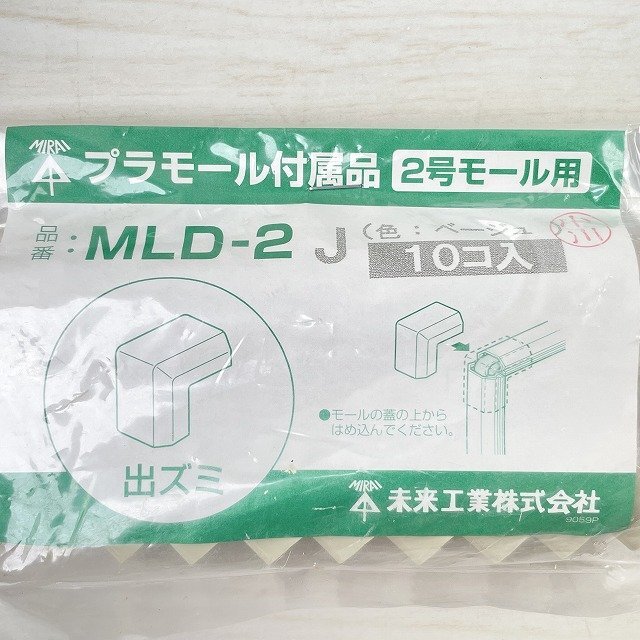 MIRAI プラモール付属品 2号モール用
品番: MLD-2 J (色:ベージュ
10コ入
●モールの蓋の上から
はめ込んでください。
出ズミ
MIRAI 未来工業株式会社
9059P